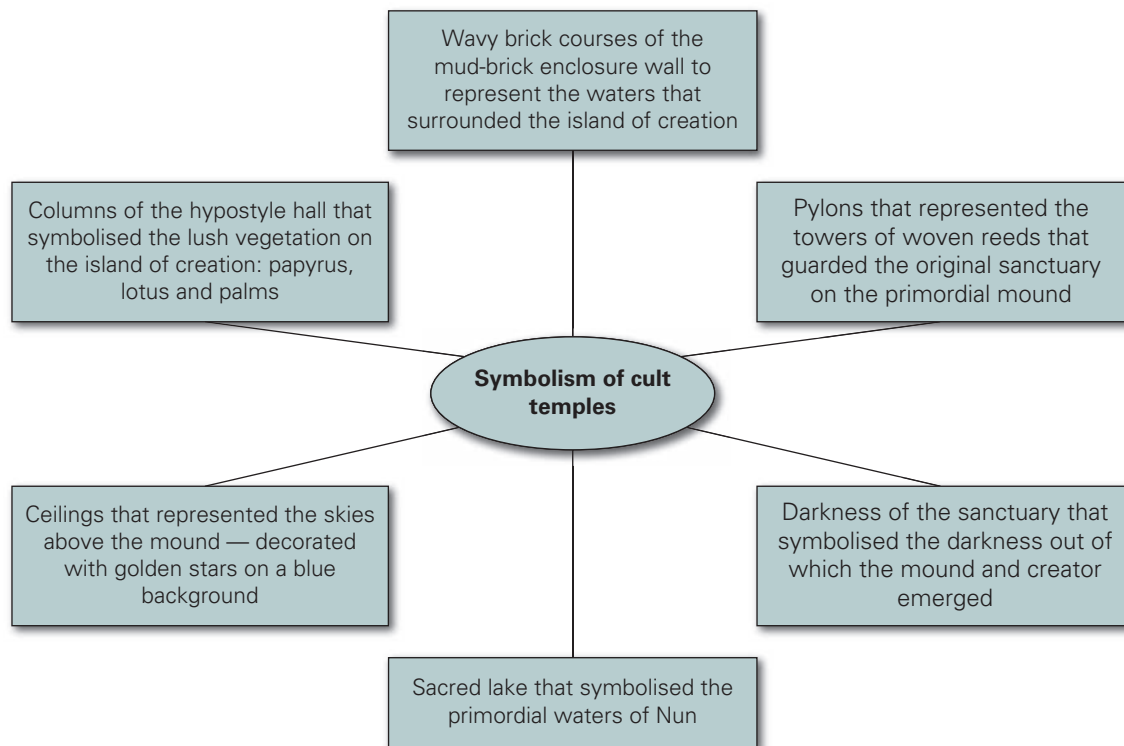 Wavy brick courses of the
mud-brick enclosure wall to
represent the waters that
surrounded the island of creation
Columns of the hypostyle hall that
symbolised the lush vegetation on
the island of creation: papyrus,
lotus and palms
Pylons that represented the
towers of woven reeds that
guarded the original sanctuary
on the primordial mound
Symbolism of cult
temples
Ceilings that represented the skies
above the mound — decorated
with golden stars on a blue
background
Darkness of the sanctuary that
symbolised the darkness out of
which the mound and creator
emerged
Sacred lake that symbolised the
primordial waters of Nun